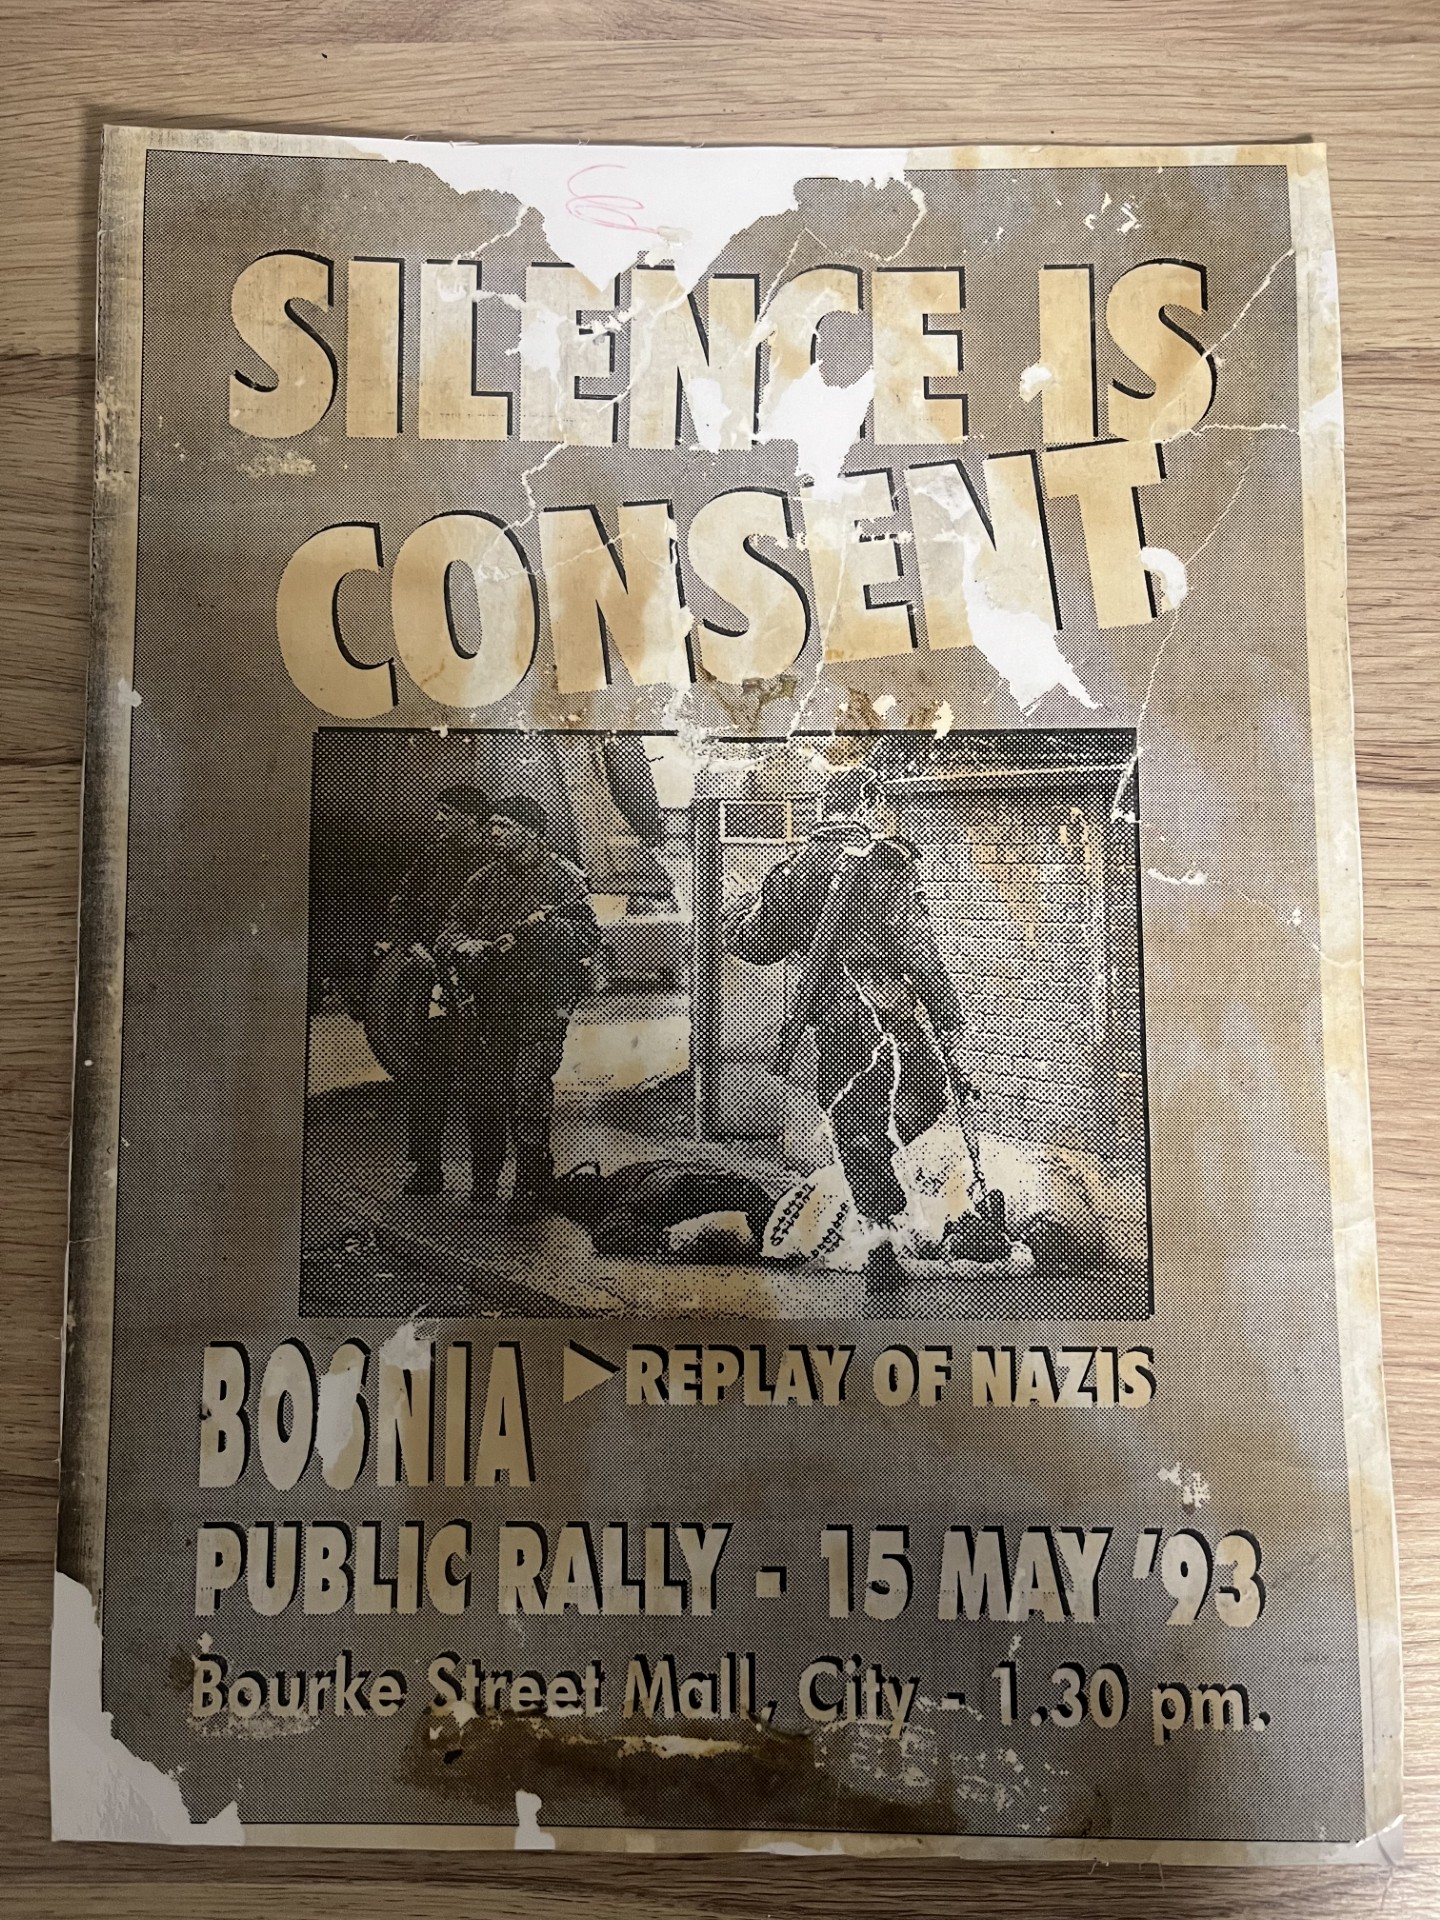 SILENCE IS
CONSENT
BOSNIA
REPLAY OF NAZIS
PUBLIC RALLY - 15 MAY '93
Bourke Street Mall, City - 1.30 pm.